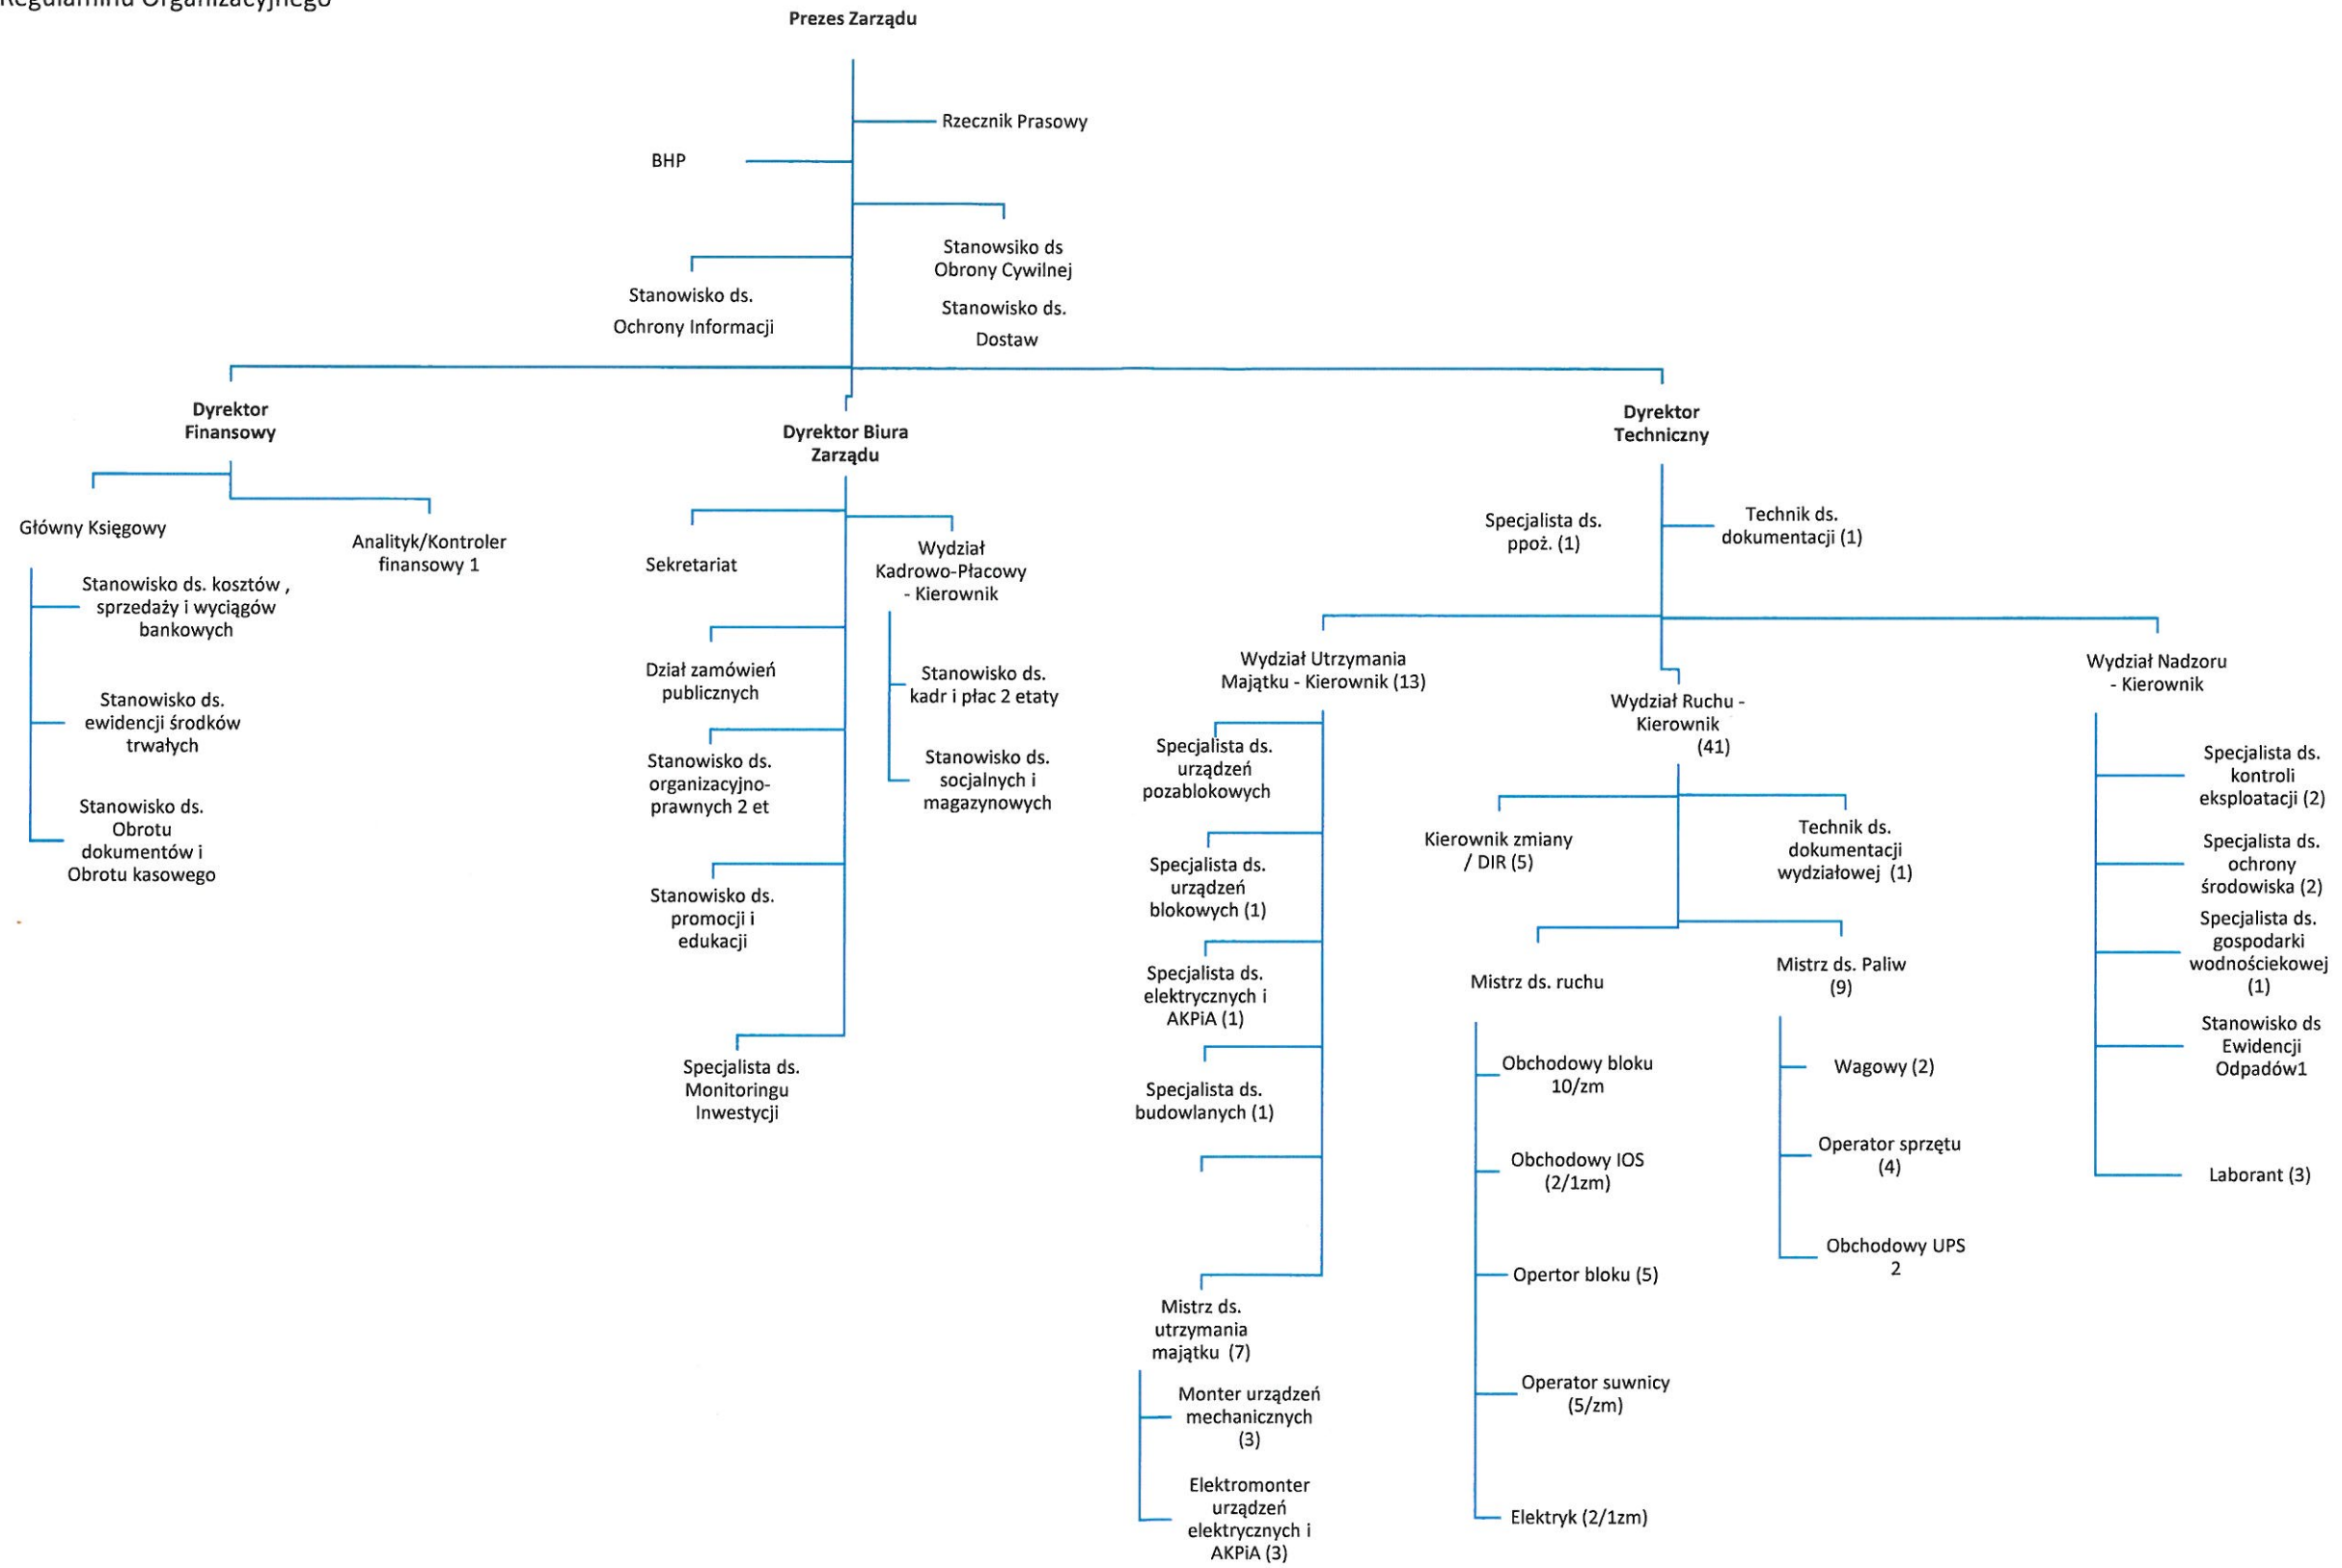 Regulaminu Organizacyjnego
Prezes Zarządu
Rzecznik Prasowy
BHP
Stanowsiko ds
Obrony Cywilnej
Stanowisko ds.
Ochrony Informacji
Stanowisko ds.
Dostaw
Dyrektor
Finansowy
Dyrektor Biura
Zarządu
Dyrektor
Techniczny
Główny Księgowy
Analityk/Kontroler
finansowy 1
Stanowisko ds. kosztów ,
sprzedaży i wyciągów
bankowych
Stanowisko ds.
ewidencji środków
trwałych
Stanowisko ds.
Obrotu
dokumentów i
Obrotu kasowego
Sekretariat
Wydział
Kadrowo-Płacowy
- Kierownik
Dział zamówień
publicznych
Stanowisko ds.
kadr i płac 2 etaty
Stanowisko ds.
organizacyjno-
prawnych 2 et
Stanowisko ds.
socjalnych i
magazynowych
Stanowisko ds.
promocji i
edukacji
Specjalista ds.
Monitoringu
Inwestycji
Specjalista ds.
ppoż. (1)
Technik ds.
dokumentacji (1)
Wydział Utrzymania
Majątku - Kierownik (13)
Wydział Ruchu -
Kierownik
(41)
Wydział Nadzoru
- Kierownik
Specjalista ds.
urządzeń
pozablokowych
Specjalista ds.
urządzeń
blokowych (1)
Specjalista ds.
elektrycznych i
AKPiA (1)
Specjalista ds.
budowlanych (1)
Mistrz ds.
utrzymania
majątku (7)
Monter urządzeń
mechanicznych
(3)
Elektromonter
urządzeń
elektrycznych i
AKPiA (3)
Kierownik zmiany
/ DIR (5)
Technik ds.
dokumentacji
wydziałowej (1)
Mistrz ds. ruchu
Mistrz ds. Paliw
(9)
Obchodowy bloku
10/zm
Obchodowy IOS
(2/1zm)
Opertor bloku (5)
Operator suwnicy
(5/zm)
Elektryk (2/1zm)
Wagowy (2)
Operator sprzętu
(4)
Obchodowy UPS
2
Specjalista ds.
kontroli
eksploatacji (2)
Specjalista ds.
ochrony
środowiska (2)
Specjalista ds.
gospodarki
wodnościekowej
(1)
Stanowisko ds
Ewidencji
Odpadów1
Laborant (3)